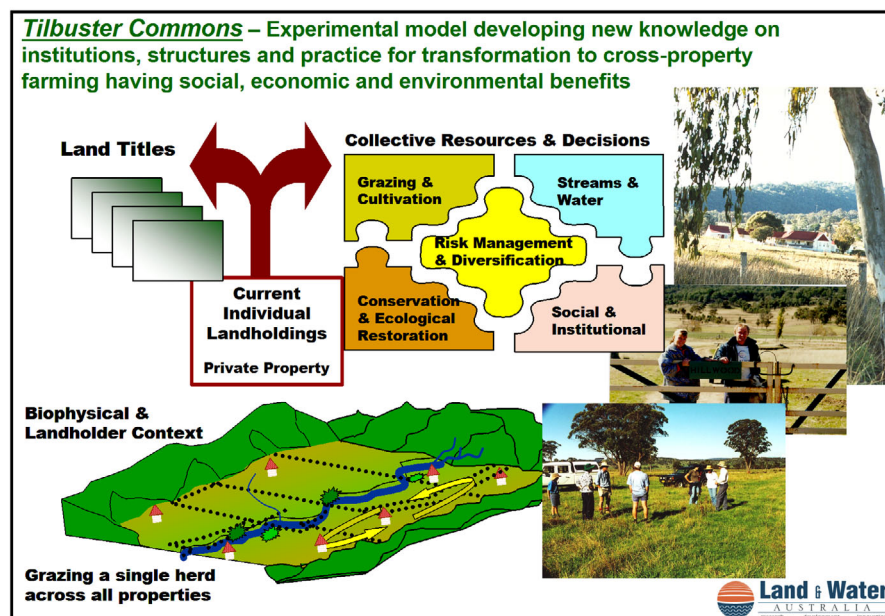 Tilbuster Commons – Experimental model developing new knowledge on
institutions, structures and practice for transformation to cross-property
farming having social, economic and environmental benefits
Land Titles
Collective Resources & Decisions
Grazing &
Cultivation
Streams &
Water
Risk Management
& Diversification
Current
Individual
Landholdings
Private Property
Conservation
& Ecological
Restoration
Social &
Institutional
MILLWOOD
Biophysical &
Landholder Context
Grazing a single herd
across all properties
Land & Water
AUSTRALIA